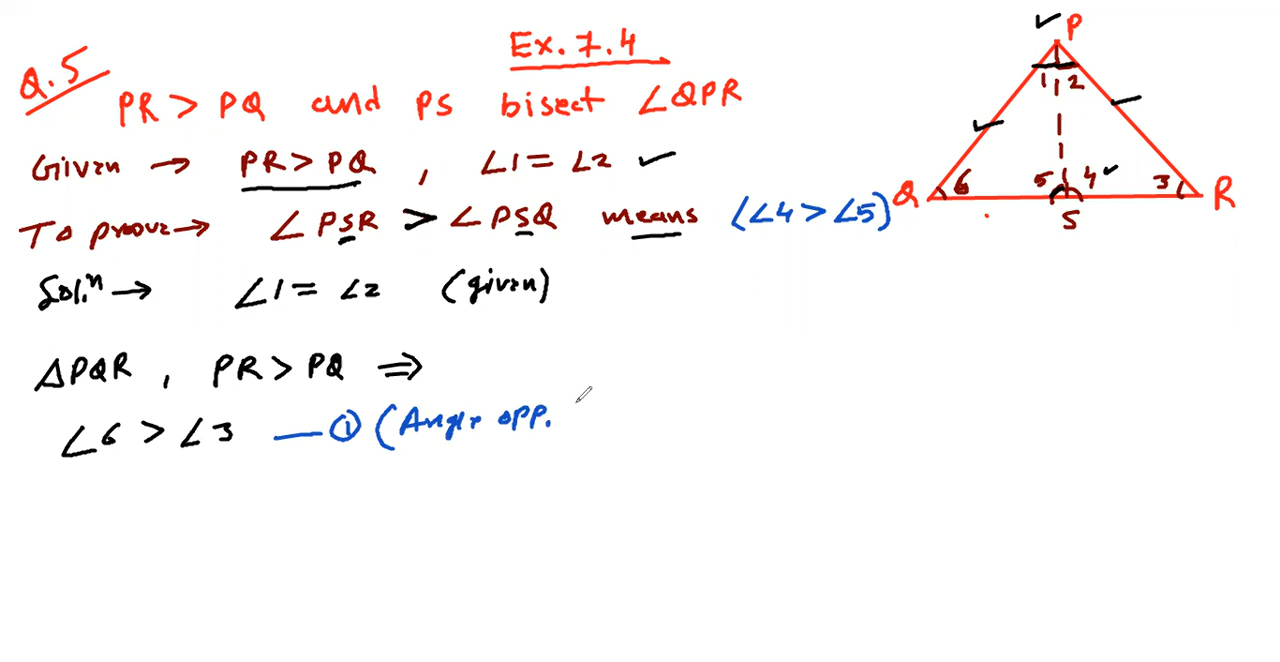 Ex. 7.4
Q.5
PR > PQ and PS bisect ∠QPR
Given → PR > PQ , ∠1 = ∠2 ✓
To prove → ∠PSR > ∠PSQ means (∠4 > ∠5)
Sol.ⁿ → ∠1 = ∠2 (given)
△PQR , PR > PQ ⇒
∠6 > ∠3 — ① (Angle opp.
P
1 2
Q 6 5 4 3 R
S